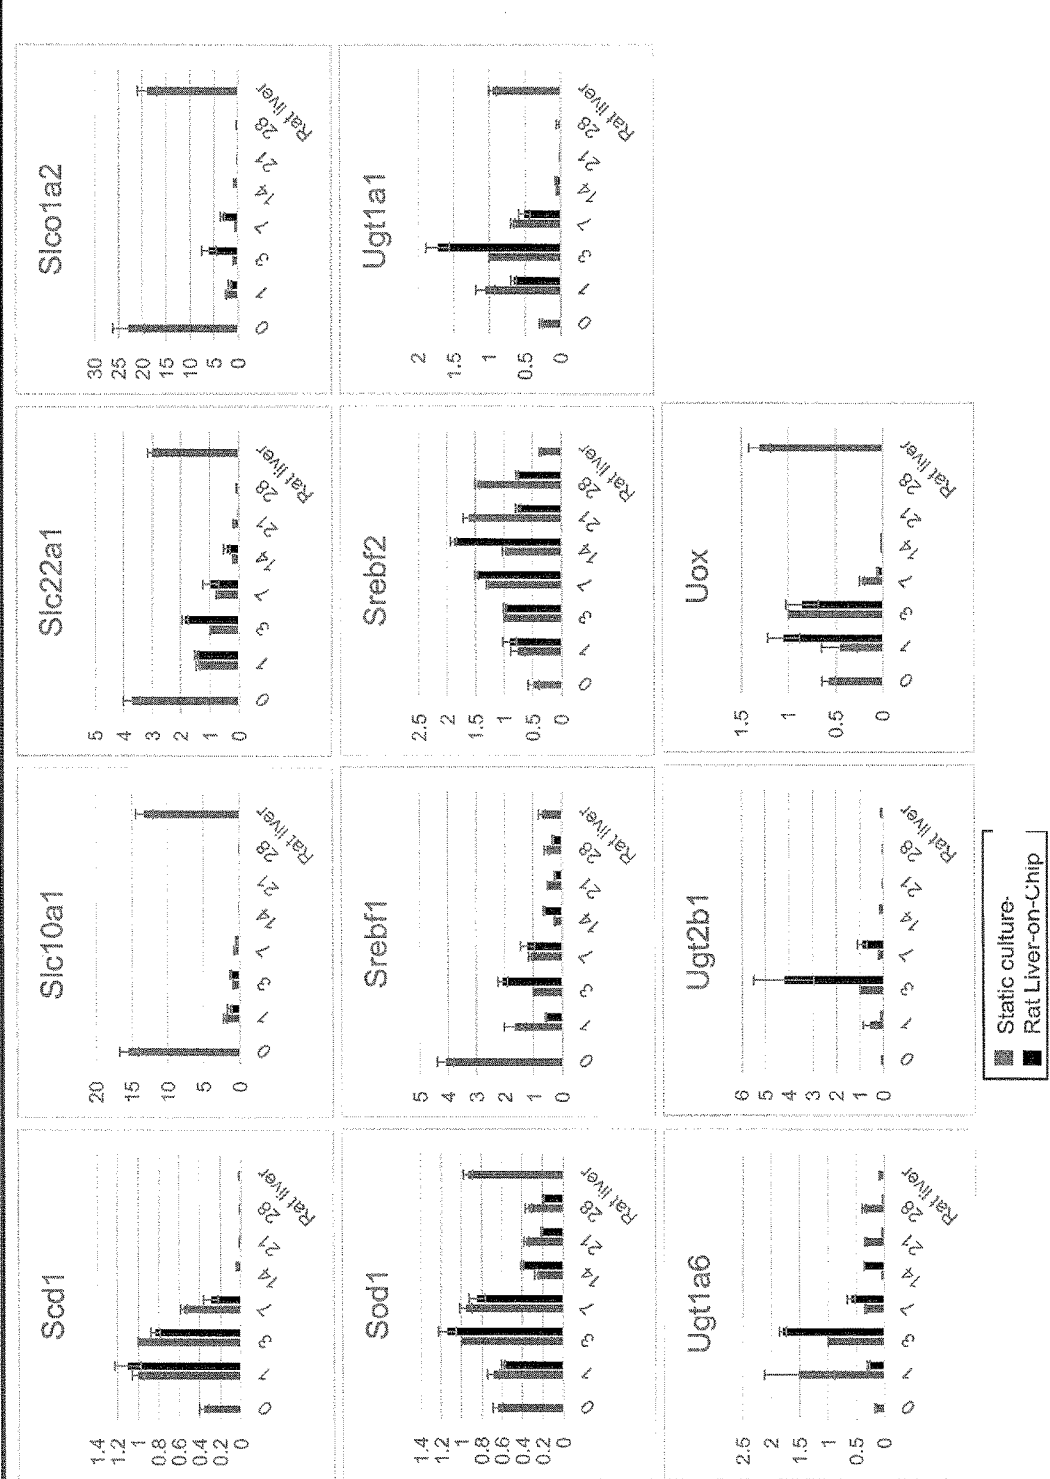 Scd1
1.4
1.2
1
0.8
0.6
0.4
0.2
0
0 1 3 7 14 21 28 Rat liver
Slc10a1
20
15
10
5
0
0 1 3 7 14 21 28 Rat liver
Slc22a1
5
4
3
2
1
0
0 1 3 7 14 21 28 Rat liver
Slco1a2
30
25
20
15
10
5
0
0 1 3 7 14 21 28 Rat liver
Sod1
1.4
1.2
1
0.8
0.6
0.4
0.2
0
0 1 3 7 14 21 28 Rat liver
Srebf1
5
4
3
2
1
0
0 1 3 7 14 21 28 Rat liver
Srebf2
2.5
2
1.5
1
0.5
0
0 1 3 7 14 21 28 Rat liver
Ugt1a1
2
1.5
1
0.5
0
0 1 3 7 14 21 28 Rat liver
Ugt1a6
2.5
2
1.5
1
0.5
0
0 1 3 7 14 21 28 Rat liver
Ugt2b1
6
5
4
3
2
1
0
0 1 3 7 14 21 28 Rat liver
Uox
1.5
1
0.5
0
0 1 3 7 14 21 28 Rat liver
Static culture-
Rat Liver-on-Chip